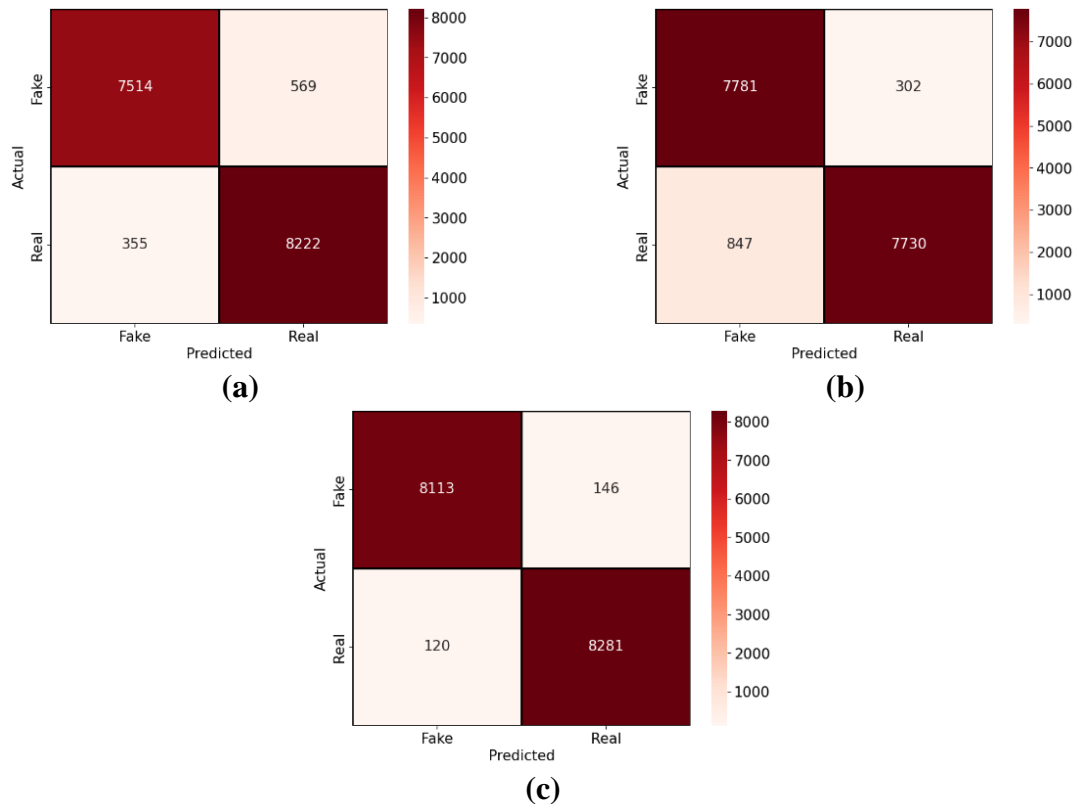 8000
7000
6000
5000
4000
3000
2000
1000
Fake
Real
Actual
7514 569
355 8222
Fake Real
Predicted
(a)
7000
6000
5000
4000
3000
2000
1000
Fake
Real
Actual
7781 302
847 7730
Fake Real
Predicted
(b)
8000
7000
6000
5000
4000
3000
2000
1000
Fake
Real
Actual
8113 146
120 8281
Fake Real
Predicted
(c)